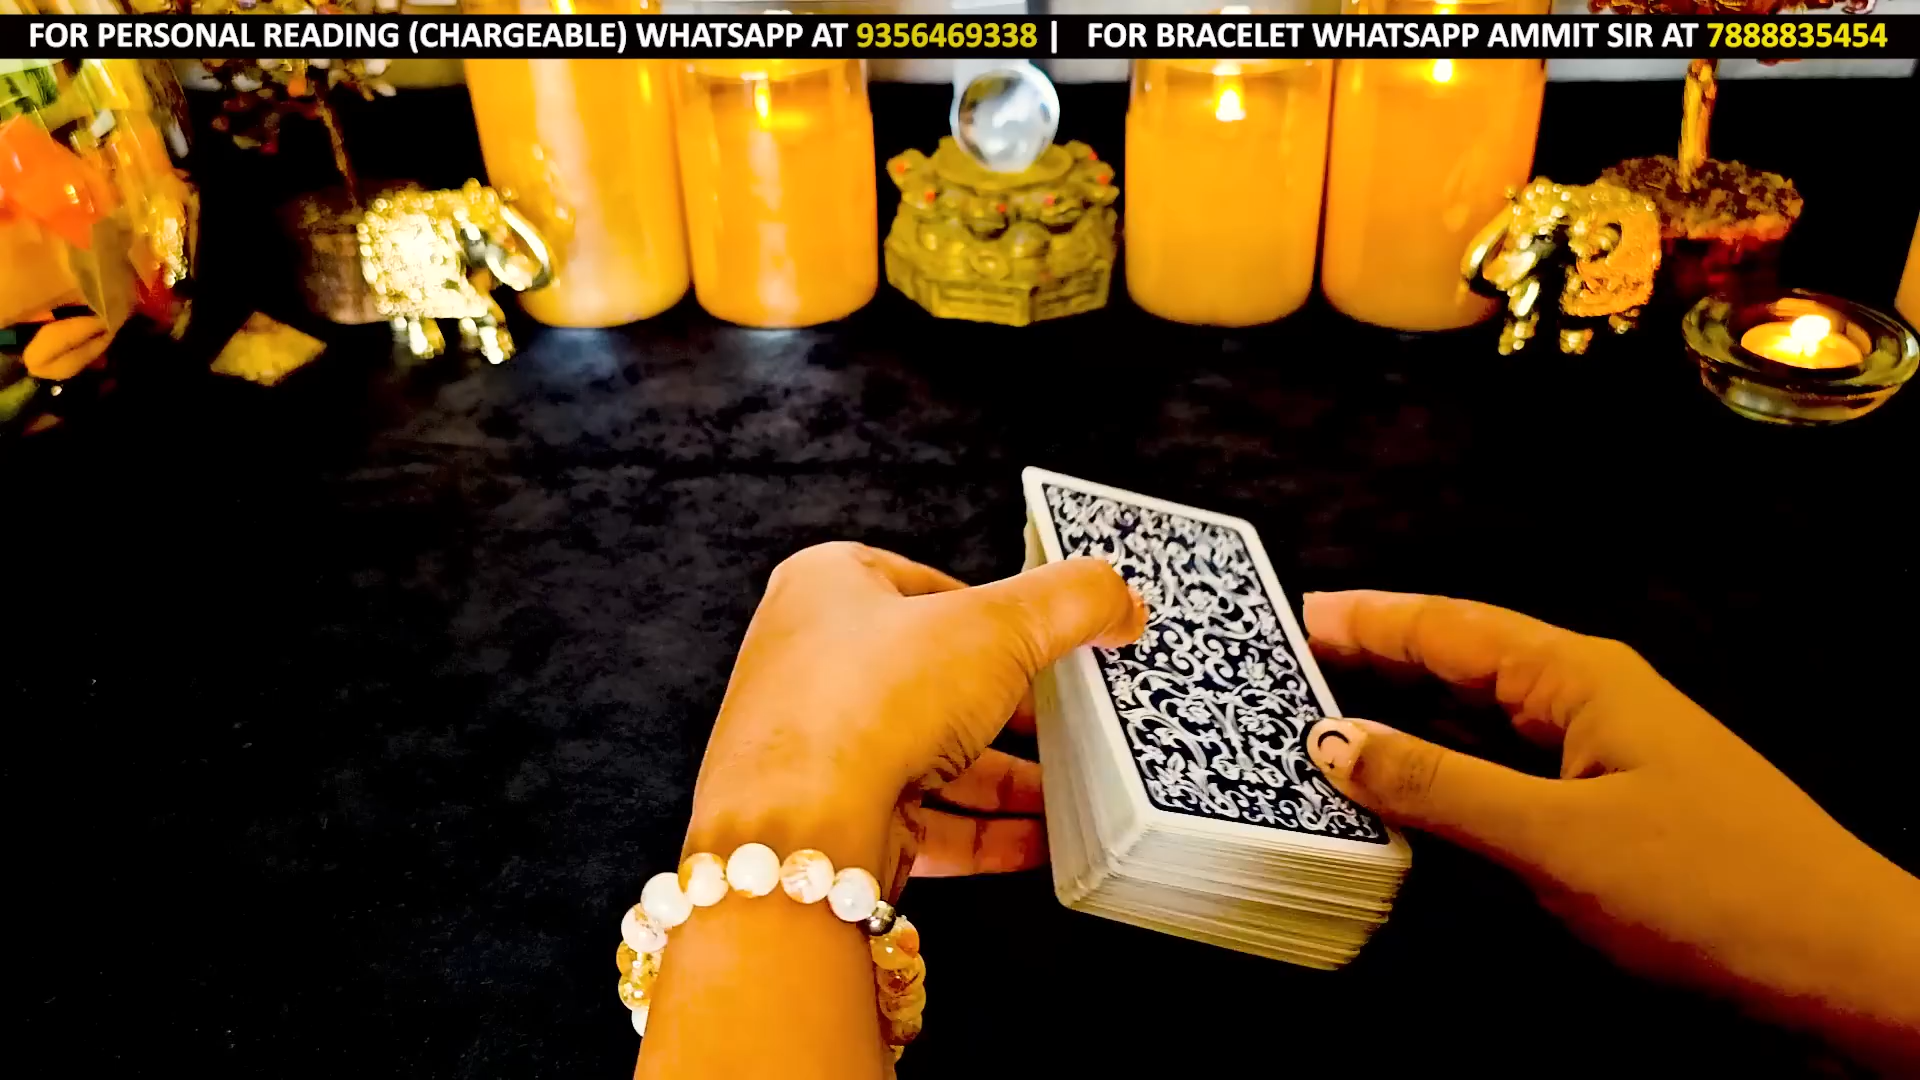 FOR PERSONAL READING (CHARGEABLE) WHATSAPP AT 9356469338 | FOR BRACELET WHATSAPP AMMIT SIR AT 7888835454